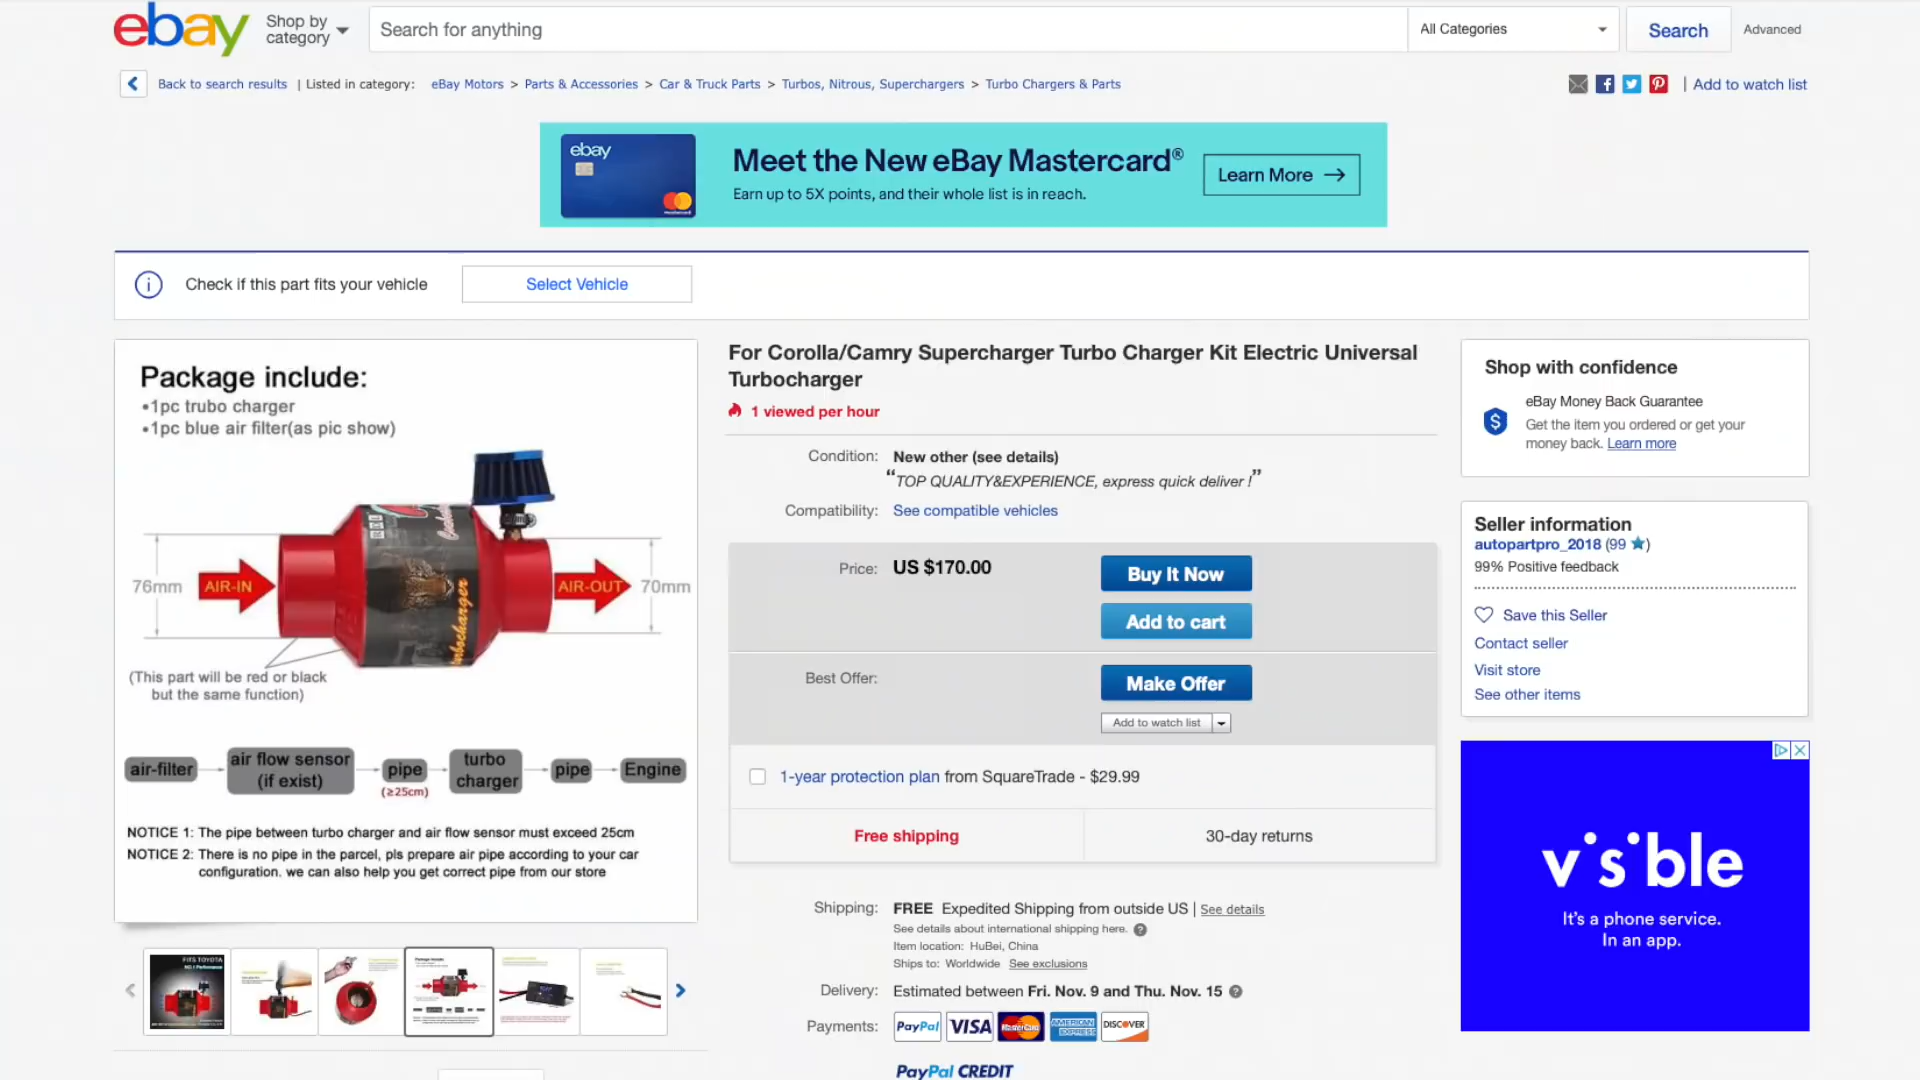 ebay
Shop by
category
Search for anything
All Categories
Search
Advanced
Back to search results | Listed in category: eBay Motors > Parts & Accessories > Car & Truck Parts > Turbos, Nitrous, Superchargers > Turbo Chargers & Parts
| Add to watch list
ebay
Meet the New eBay Mastercard®
Earn up to 5X points, and their whole list is in reach.
Learn More →
Check if this part fits your vehicle
Select Vehicle
Package include:
•1pc trubo charger
•1pc blue air filter(as pic show)
76mm
AIR-IN
AIR-OUT
70mm
(This part will be red or black
but the same function)
air-filter
air flow sensor
(if exist)
pipe
(≥25cm)
turbo
charger
pipe
Engine
NOTICE 1: The pipe between turbo charger and air flow sensor must exceed 25cm
NOTICE 2: There is no pipe in the parcel, pls prepare air pipe according to your car
configuration. we can also help you get correct pipe from our store
FITS TOYOTA
For Corolla/Camry Supercharger Turbo Charger Kit Electric Universal
Turbocharger
1 viewed per hour
Condition: New other (see details)
“TOP QUALITY&EXPERIENCE, express quick deliver !”
Compatibility: See compatible vehicles
Price: US $170.00
Buy It Now
Add to cart
Best Offer:
Make Offer
Add to watch list
1-year protection plan from SquareTrade - $29.99
Free shipping
30-day returns
Shipping: FREE Expedited Shipping from outside US | See details
See details about international shipping here.
Item location: HuBei, China
Ships to: Worldwide See exclusions
Delivery: Estimated between Fri. Nov. 9 and Thu. Nov. 15
Payments: PayPal VISA MasterCard AMERICAN EXPRESS DISCOVER
PayPal CREDIT
Shop with confidence
eBay Money Back Guarantee
Get the item you ordered or get your
money back. Learn more
Seller information
autopartpro_2018 (99 ★)
99% Positive feedback
Save this Seller
Contact seller
Visit store
See other items
visible
It’s a phone service.
In an app.